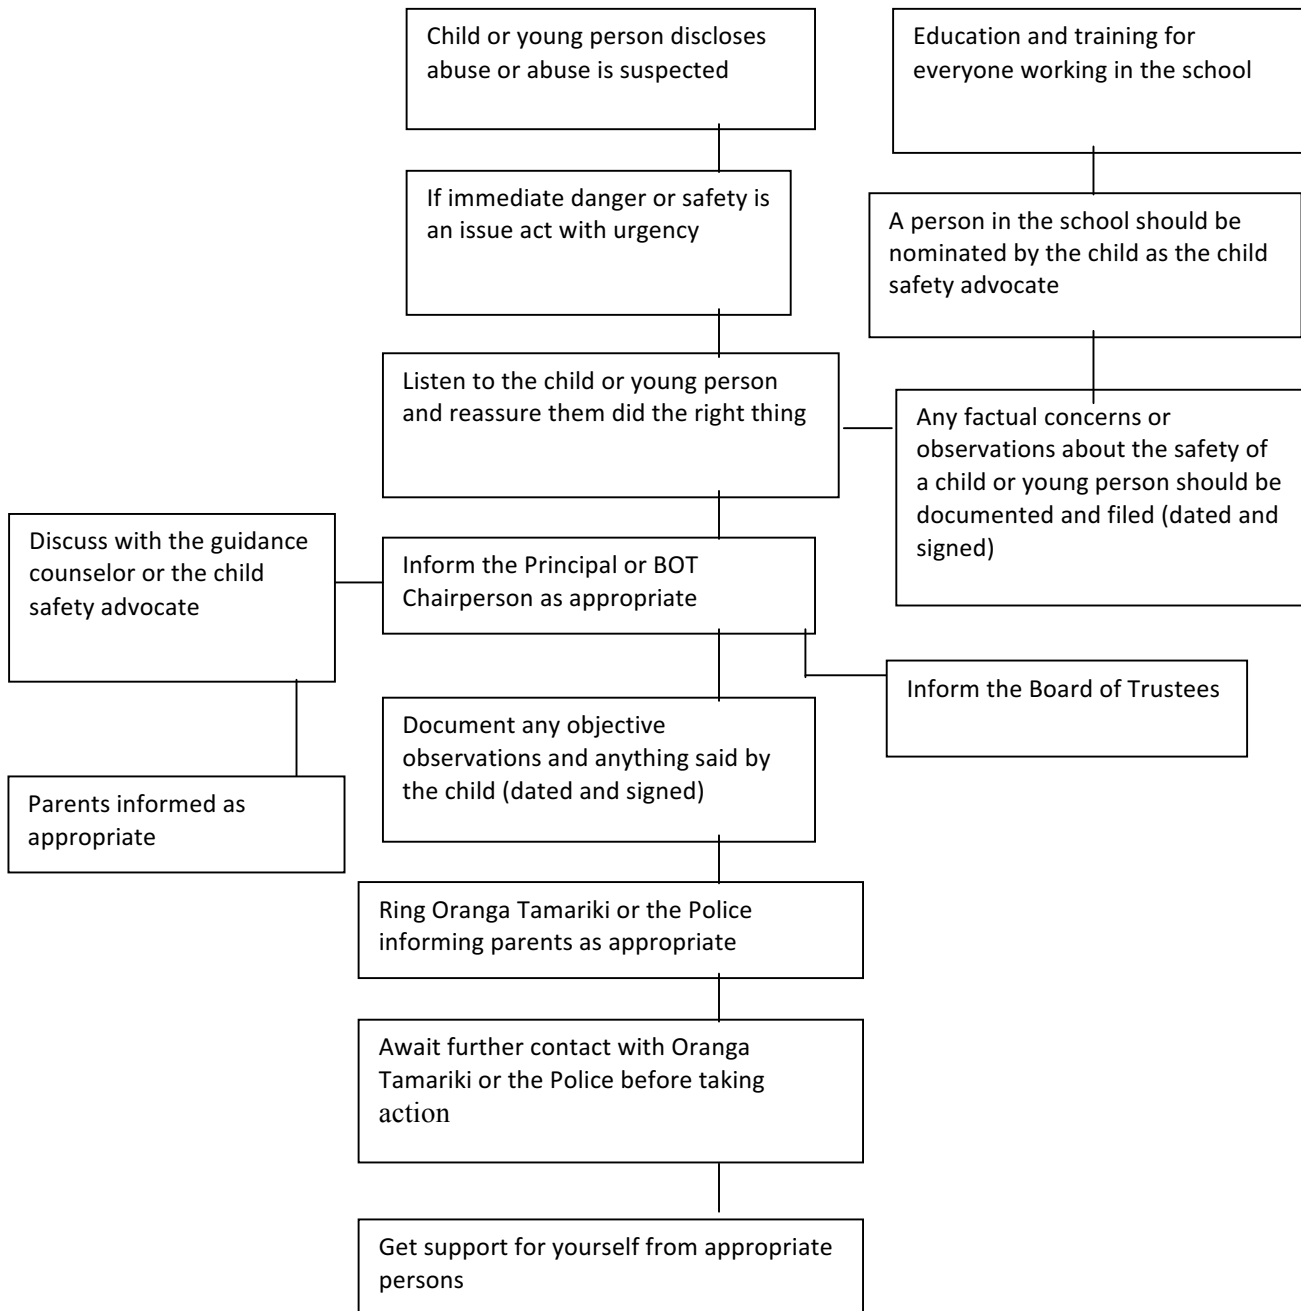 Child or young person discloses
abuse or abuse is suspected
Education and training for
everyone working in the school
If immediate danger or safety is
an issue act with urgency
A person in the school should be
nominated by the child as the child
safety advocate
Listen to the child or young person
and reassure them did the right thing
Any factual concerns or
observations about the safety of
a child or young person should be
documented and filed (dated and
signed)
Discuss with the guidance
counselor or the child
safety advocate
Inform the Principal or BOT
Chairperson as appropriate
Inform the Board of Trustees
Document any objective
observations and anything said by
the child (dated and signed)
Parents informed as
appropriate
Ring Oranga Tamariki or the Police
informing parents as appropriate
Await further contact with Oranga
Tamariki or the Police before taking
action
Get support for yourself from appropriate
persons